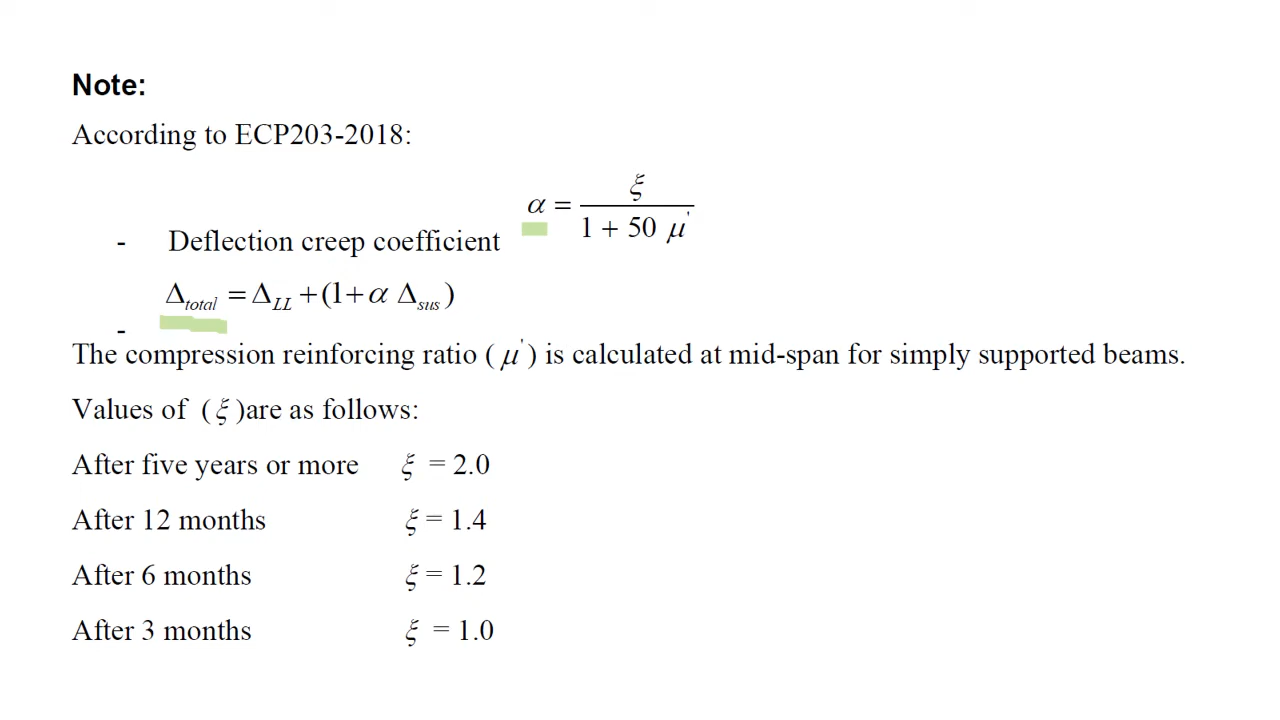 Note:
According to ECP203-2018:
- Deflection creep coefficient α = ξ / (1 + 50 μ')
- Δtotal = ΔLL + (1 + α Δsus)
The compression reinforcing ratio ( μ' ) is calculated at mid-span for simply supported beams.
Values of ( ξ )are as follows:
After five years or more ξ = 2.0
After 12 months ξ = 1.4
After 6 months ξ = 1.2
After 3 months ξ = 1.0